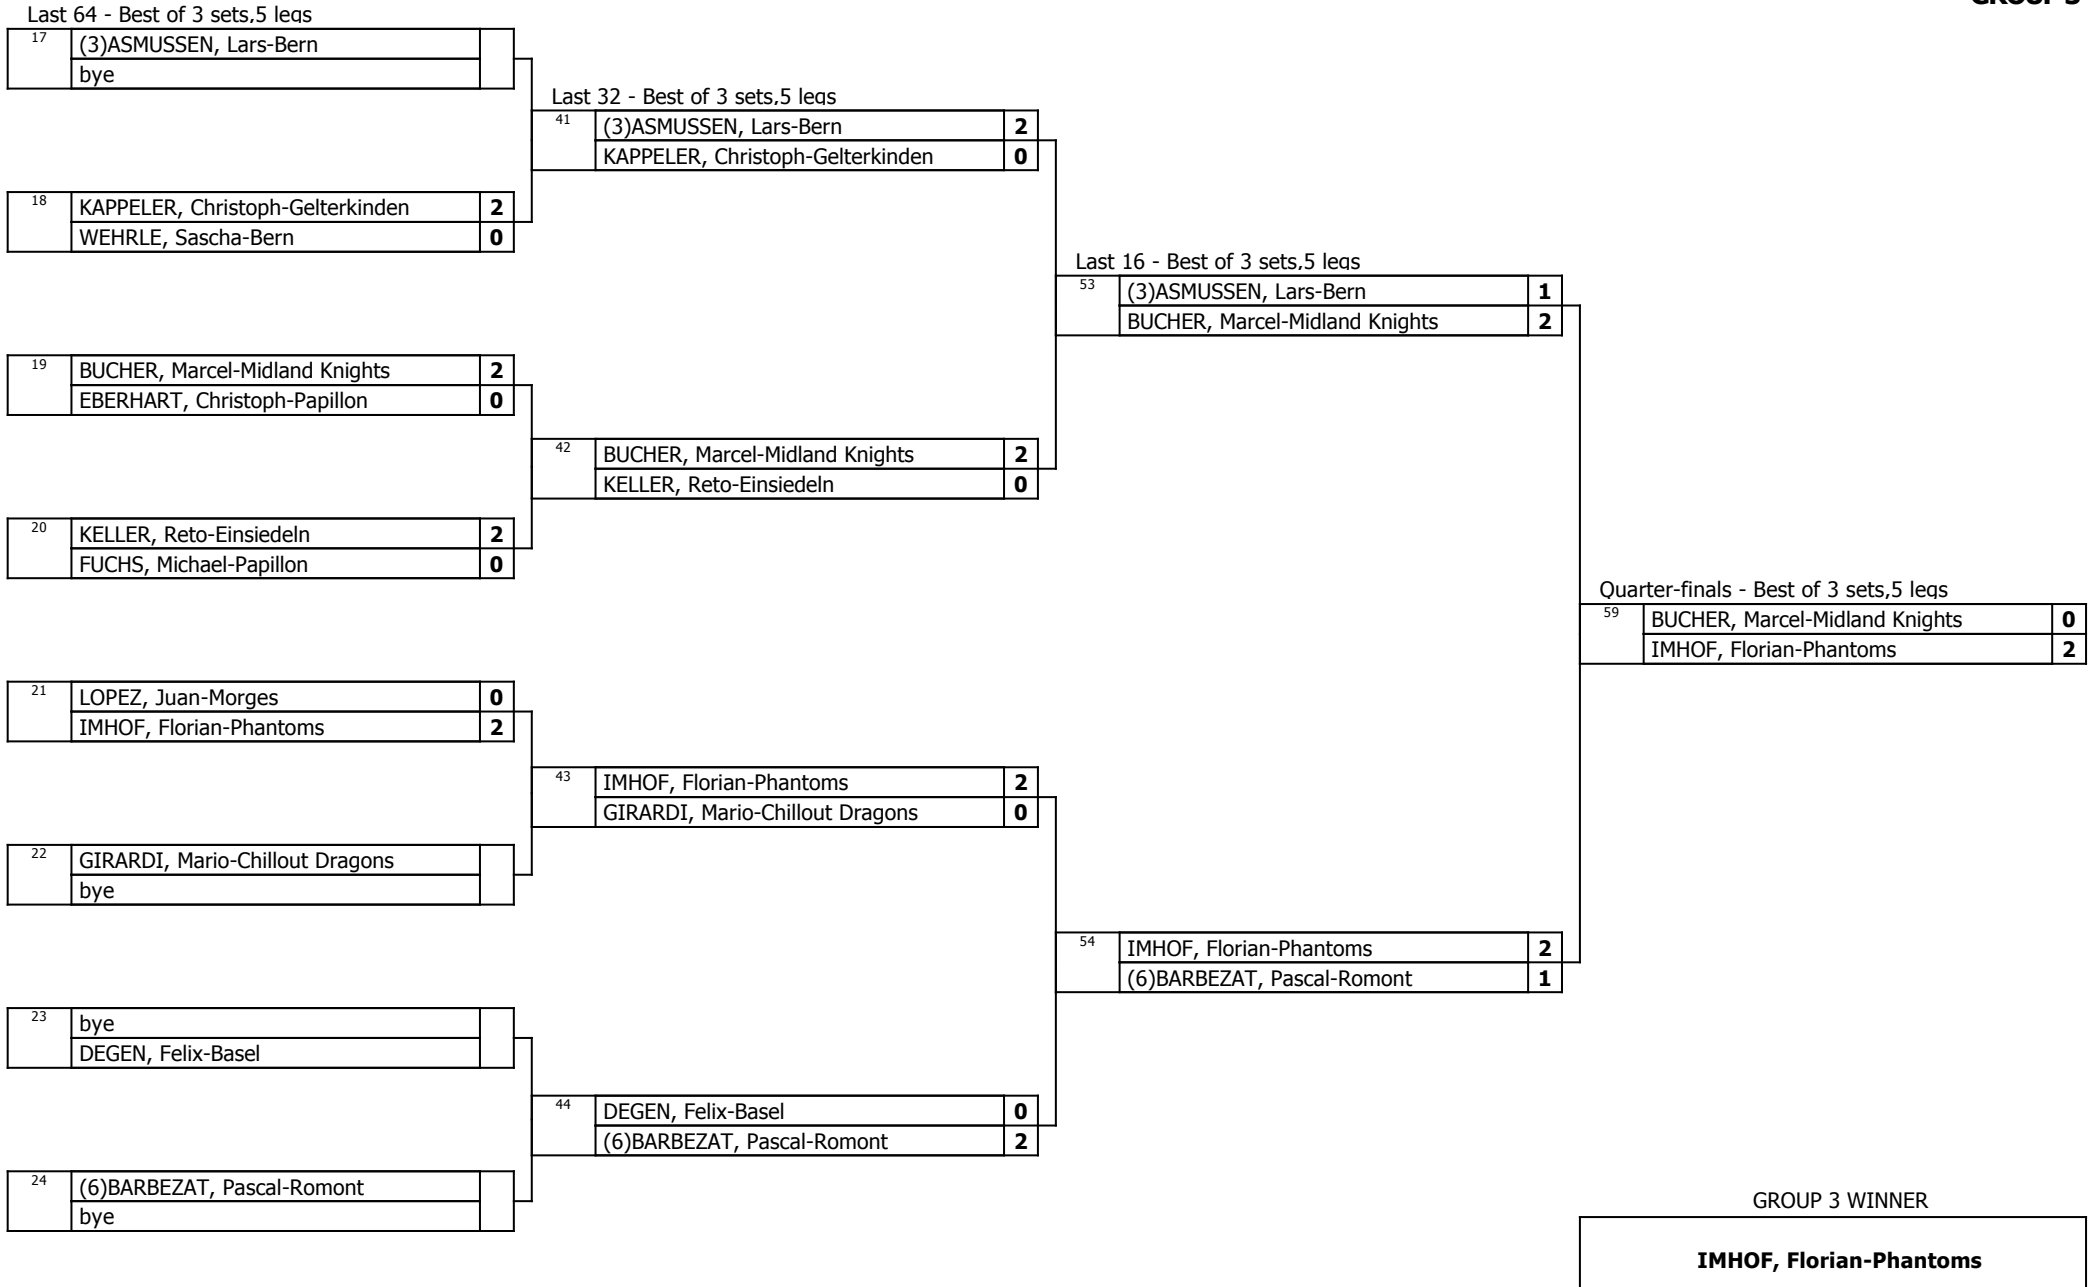 GROUP 3
Last 64 - Best of 3 sets,5 legs
17
(3)ASMUSSEN, Lars-Bern
bye
Last 32 - Best of 3 sets,5 legs
41
(3)ASMUSSEN, Lars-Bern 2
KAPPELER, Christoph-Gelterkinden 0
18
KAPPELER, Christoph-Gelterkinden 2
WEHRLE, Sascha-Bern 0
Last 16 - Best of 3 sets,5 legs
53
(3)ASMUSSEN, Lars-Bern 1
BUCHER, Marcel-Midland Knights 2
19
BUCHER, Marcel-Midland Knights 2
EBERHART, Christoph-Papillon 0
42
BUCHER, Marcel-Midland Knights 2
KELLER, Reto-Einsiedeln 0
20
KELLER, Reto-Einsiedeln 2
FUCHS, Michael-Papillon 0
Quarter-finals - Best of 3 sets,5 legs
59
BUCHER, Marcel-Midland Knights 0
IMHOF, Florian-Phantoms 2
21
LOPEZ, Juan-Morges 0
IMHOF, Florian-Phantoms 2
43
IMHOF, Florian-Phantoms 2
GIRARDI, Mario-Chillout Dragons 0
22
GIRARDI, Mario-Chillout Dragons
bye
54
IMHOF, Florian-Phantoms 2
(6)BARBEZAT, Pascal-Romont 1
23
bye
DEGEN, Felix-Basel
44
DEGEN, Felix-Basel 0
(6)BARBEZAT, Pascal-Romont 2
24
(6)BARBEZAT, Pascal-Romont
bye
GROUP 3 WINNER
IMHOF, Florian-Phantoms